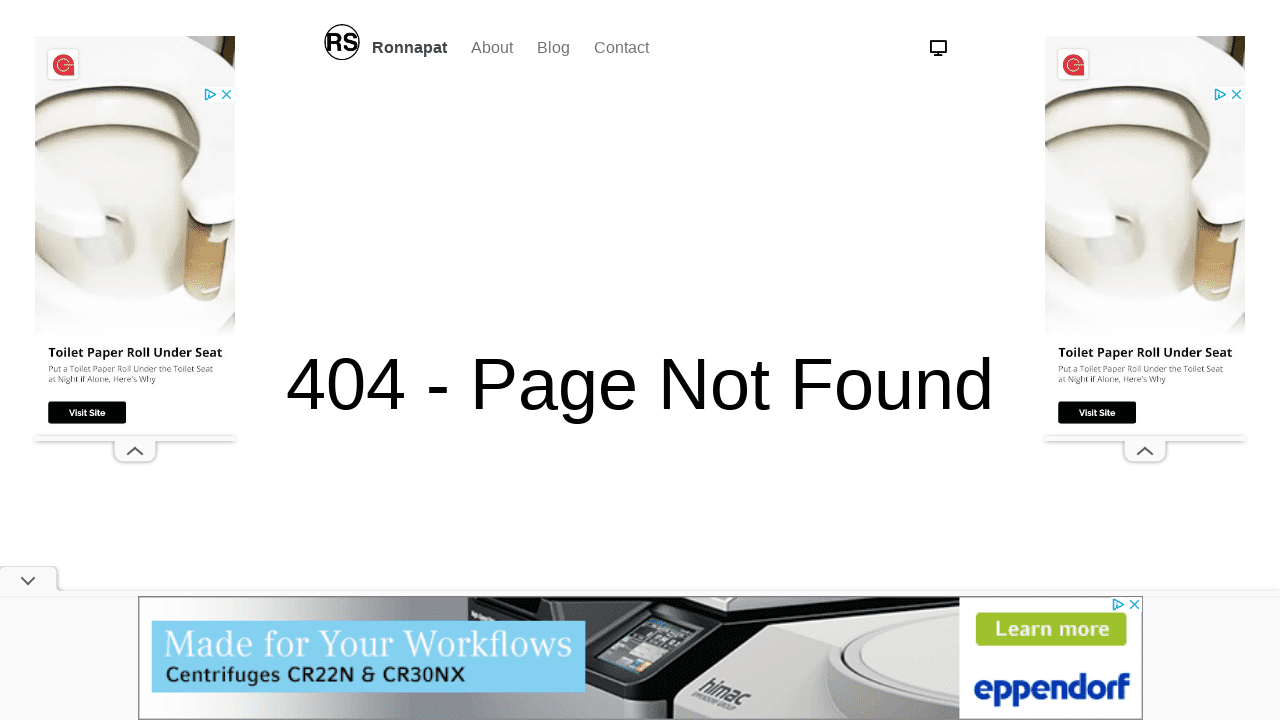 RS Ronnapat About Blog Contact
Toilet Paper Roll Under Seat
Put a Toilet Paper Roll Under the Toilet Seat
at Night if Alone, Here's Why
Visit Site
Toilet Paper Roll Under Seat
Put a Toilet Paper Roll Under the Toilet Seat
at Night if Alone, Here's Why
Visit Site
404 - Page Not Found
Made for Your Workflows
Centrifuges CR22N & CR30NX
himac
EPPENDORF GROUP
Learn more
eppendorf